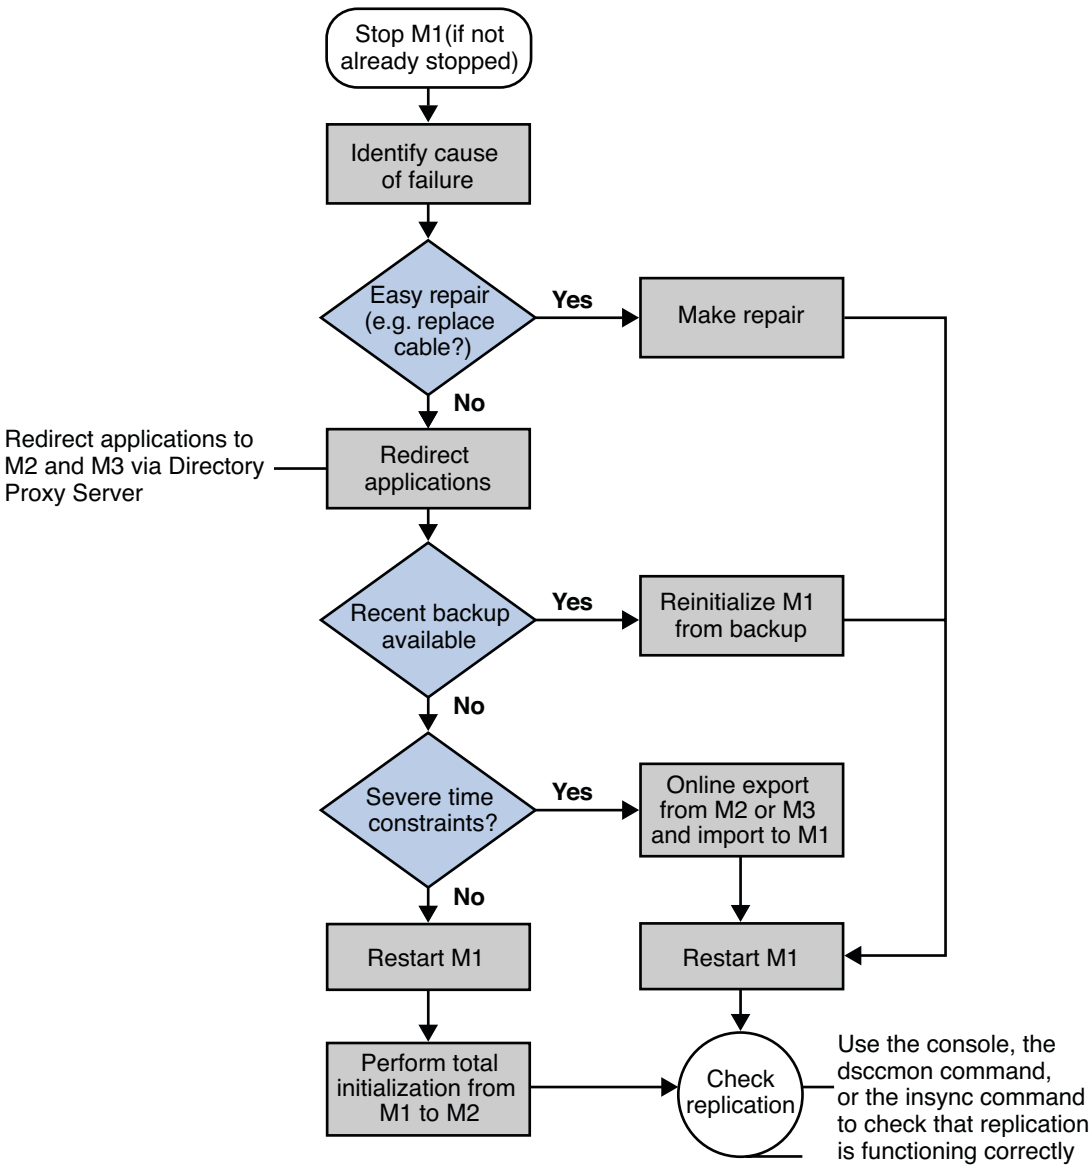 Stop M1(if not
already stopped)
Identify cause
of failure
Easy repair
(e.g. replace
cable?)
Yes
Make repair
No
Redirect applications to
M2 and M3 via Directory
Proxy Server
Redirect
applications
Recent backup
available
Yes
Reinitialize M1
from backup
No
Severe time
constraints?
Yes
Online export
from M2 or M3
and import to M1
No
Restart M1
Restart M1
Perform total
initialization from
M1 to M2
Check
replication
Use the console, the
dsccmon command,
or the insync command
to check that replication
is functioning correctly